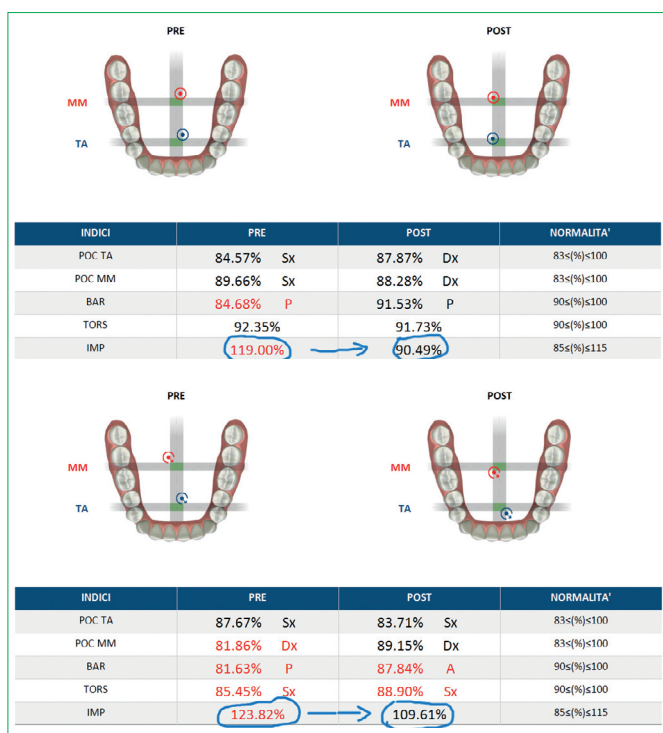 PRE POST
MM MM
TA TA
INDICI PRE POST NORMALITA'
POC TA 84.57% Sx 87.87% Dx 83≤(%)≤100
POC MM 89.66% Sx 88.28% Dx 83≤(%)≤100
BAR 84.68% P 91.53% P 90≤(%)≤100
TORS 92.35% 91.73% 90≤(%)≤100
IMP 119.00% 90.49% 85≤(%)≤115
PRE POST
MM MM
TA TA
INDICI PRE POST NORMALITA'
POC TA 87.67% Sx 83.71% Sx 83≤(%)≤100
POC MM 81.86% Dx 89.15% Dx 83≤(%)≤100
BAR 81.63% P 87.84% A 90≤(%)≤100
TORS 85.45% Sx 88.90% Sx 90≤(%)≤100
IMP 123.82% 109.61% 85≤(%)≤115